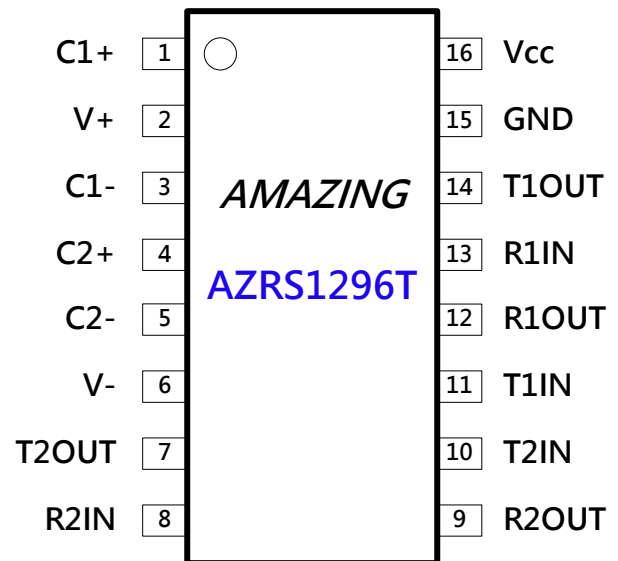 C1+ 1 16 Vcc
V+ 2 15 GND
C1- 3 AMAZING 14 T1OUT
C2+ 4 13 R1IN
AZRS1296T
C2- 5 12 R1OUT
V- 6 11 T1IN
T2OUT 7 10 T2IN
R2IN 8 9 R2OUT